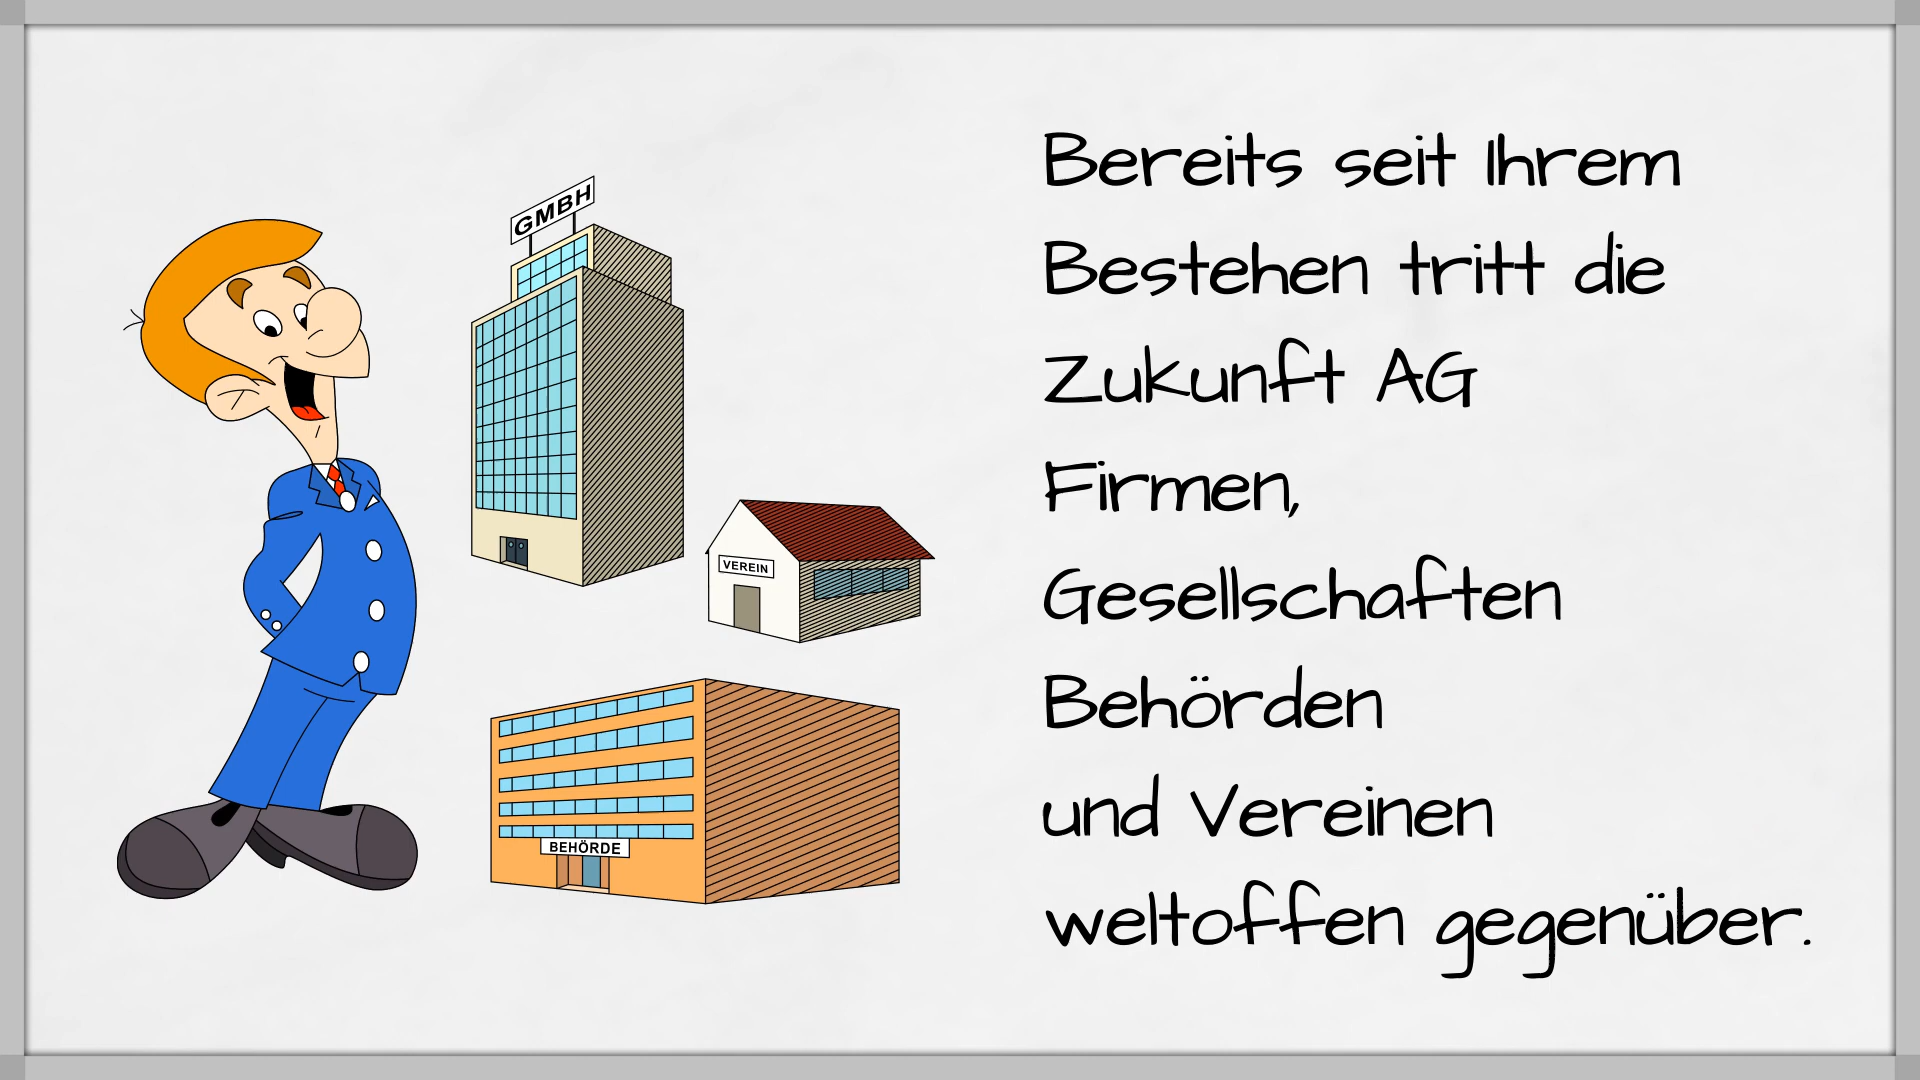 GMBH
VEREIN
BEHÖRDE
Bereits seit Ihrem
Bestehen tritt die
Zukunft AG
Firmen,
Gesellschaften
Behörden
und Vereinen
weltoffen gegenüber.